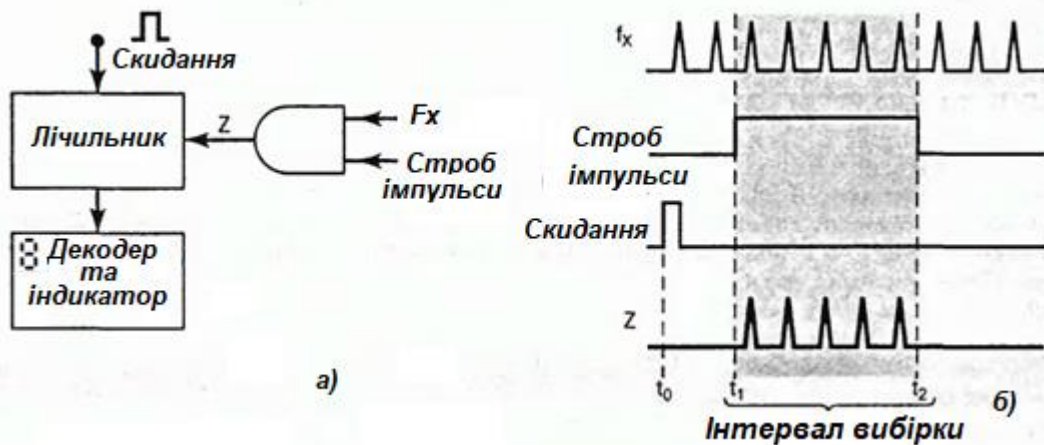 Скидання
Лічильник
Z
Fx
Строб
імпульси
Декодер
та
індикатор
а)
fx
Строб
імпульси
Скидання
Z
t0
t1
t2
б)
Інтервал вибірки